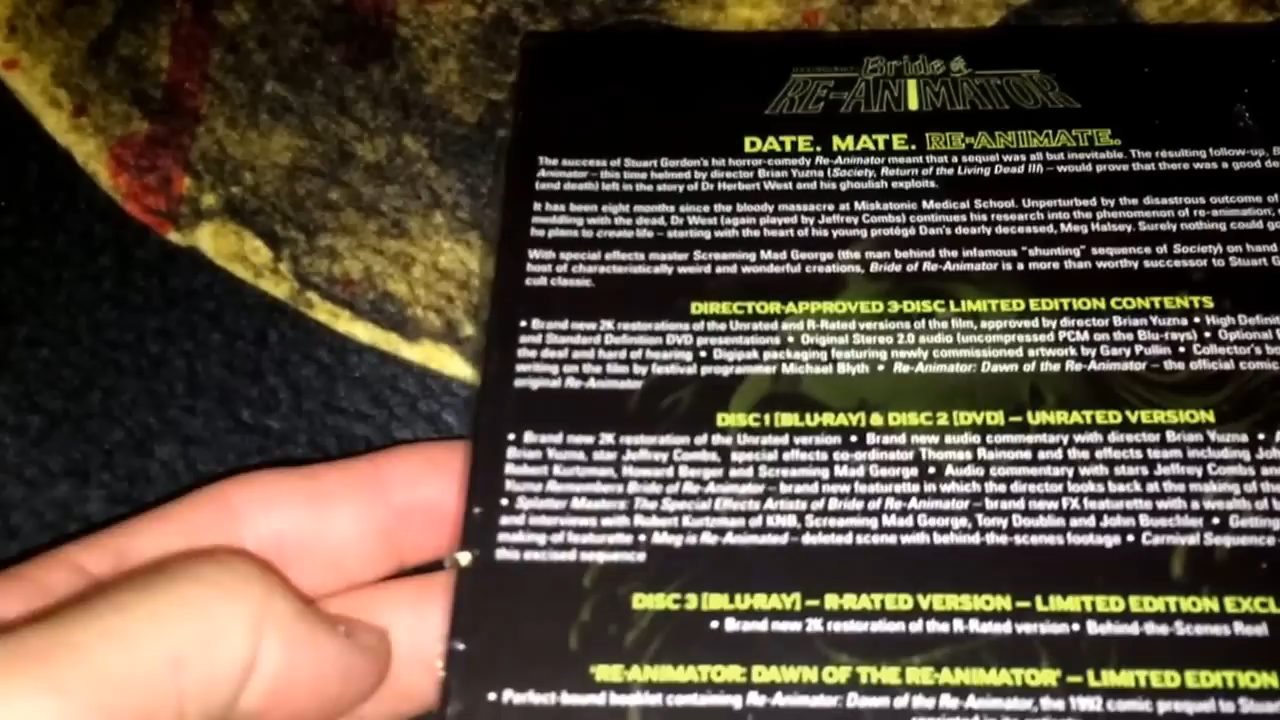 Bride of
RE-ANIMATOR
DATE. MATE. RE-ANIMATE.
The success of Stuart Gordon's hit horror-comedy Re-Animator meant that a sequel was all but inevitable. The resulting follow-up,
Animator – this time helmed by director Brian Yuzna (Society, Return of the Living Dead III) – would prove that there was a good
(and death) left in the story of Dr Herbert West and his ghoulish exploits.
It has been eight months since the bloody massacre at Miskatonic Medical School. Unperturbed by the disastrous outcome of
meddling with the dead, Dr West (again played by Jeffrey Combs) continues his research into the phenomenon of re-animation,
he plans to create life – starting with the heart of his young protégé Dan's dearly deceased, Meg Halsey. Surely nothing could
With special effects master Screaming Mad George (the man behind the infamous "shunting" sequence of Society) on hand
host of characteristically weird and wonderful creations, Bride of Re-Animator is a more than worthy successor to Stuart
cult classic.
DIRECTOR-APPROVED 3-DISC LIMITED EDITION CONTENTS
• Brand new 2K restorations of the Unrated and R-Rated versions of the film, approved by director Brian Yuzna • High
and Standard Definition DVD presentations • Original Stereo 2.0 audio (uncompressed PCM on the Blu-rays) • Optional
the deaf and hard of hearing • Digipak packaging featuring newly commissioned artwork by Gary Pullin • Collector's
writing on the film by festival programmer Michael Blyth • Re-Animator: Dawn of the Re-Animator – the official comic
original Re-Animator
DISC 1 [BLU-RAY] & DISC 2 [DVD] – UNRATED VERSION
• Brand new 2K restoration of the Unrated version • Brand new audio commentary with director Brian Yuzna •
Brian Yuzna, star Jeffrey Combs, special effects co-ordinator Thomas Rainone and the effects team including
Robert Kurtzman, Howard Berger and Screaming Mad George • Audio commentary with stars Jeffrey Combs
Yuzna Remembers Bride of Re-Animator – brand new featurette in which the director looks back at the making of the
• Splatter Masters: The Special Effects Artists of Bride of Re-Animator – brand new FX featurette with a wealth of
and interviews with Robert Kurtzman of KNB, Screaming Mad George, Tony Doublin and John Buechler •
making of featurette • Meg is Re-Animated – deleted scene with behind-the-scenes footage • Carnival Sequence
this excised sequence
DISC 3 [BLU-RAY] – R-RATED VERSION – LIMITED EDITION
• Brand new 2K restoration of the R-Rated version • Behind-the-Scenes Reel
'RE-ANIMATOR: DAWN OF THE RE-ANIMATOR' – LIMITED EDITION
• Perfect-bound booklet containing Re-Animator: Dawn of the Re-Animator, the 1992 comic prequel to